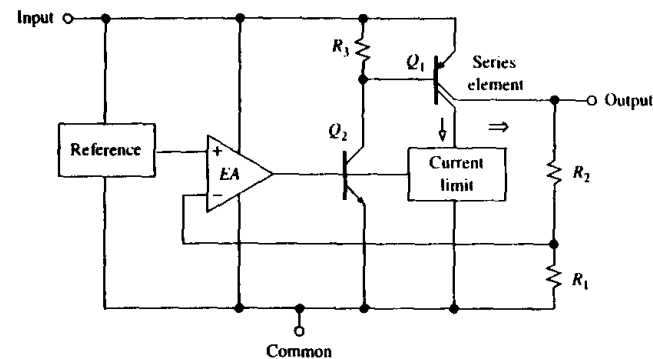 Input
R3
Q1
Series
element
Output
Reference
+
EA
−
Q2
⇓
⇒
Current
limit
R2
R1
Common